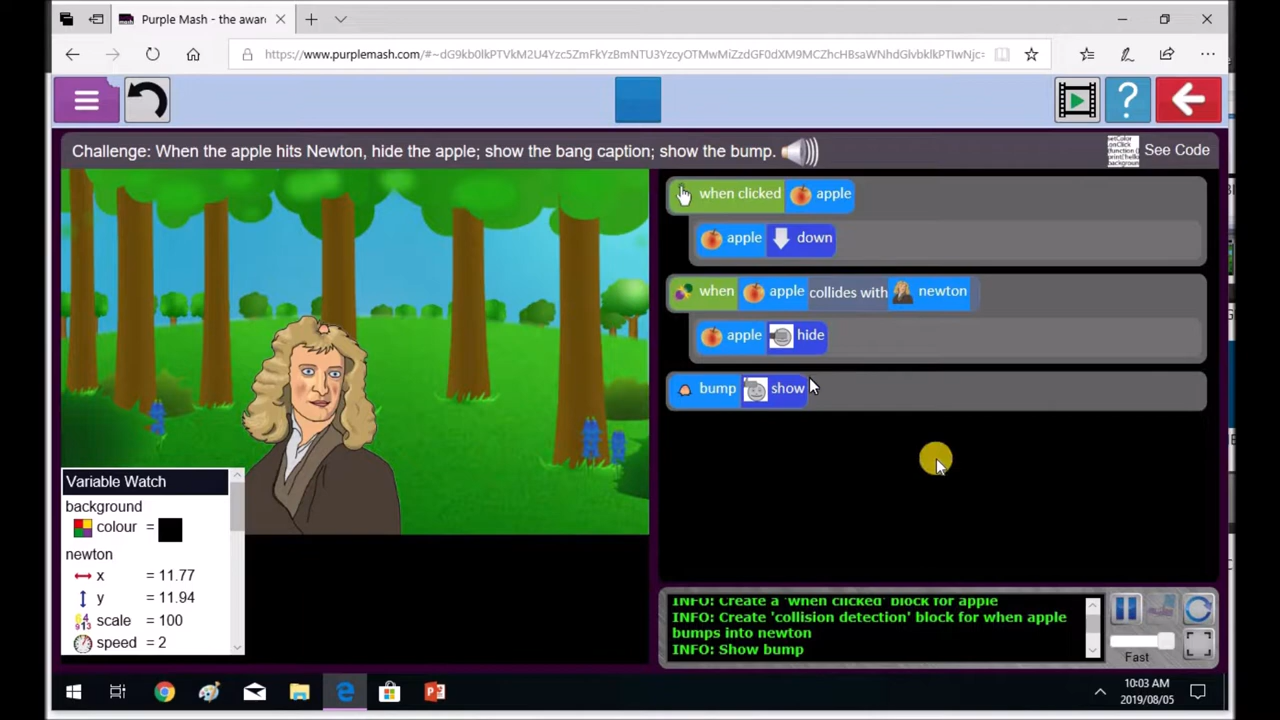 Purple Mash - the award
https://www.purplemash.com/#
Challenge: When the apple hits Newton, hide the apple; show the bang caption; show the bump.
See Code
when clicked apple
apple down
when apple collides with newton
apple hide
bump show
Variable Watch
background
colour =
newton
x = 11.77
y = 11.94
scale = 100
speed = 2
INFO: Create a 'when clicked' block for apple
INFO: Create 'collision detection' block for when apple
bumps into newton
INFO: Show bump
Fast
10:03 AM
2019/08/05